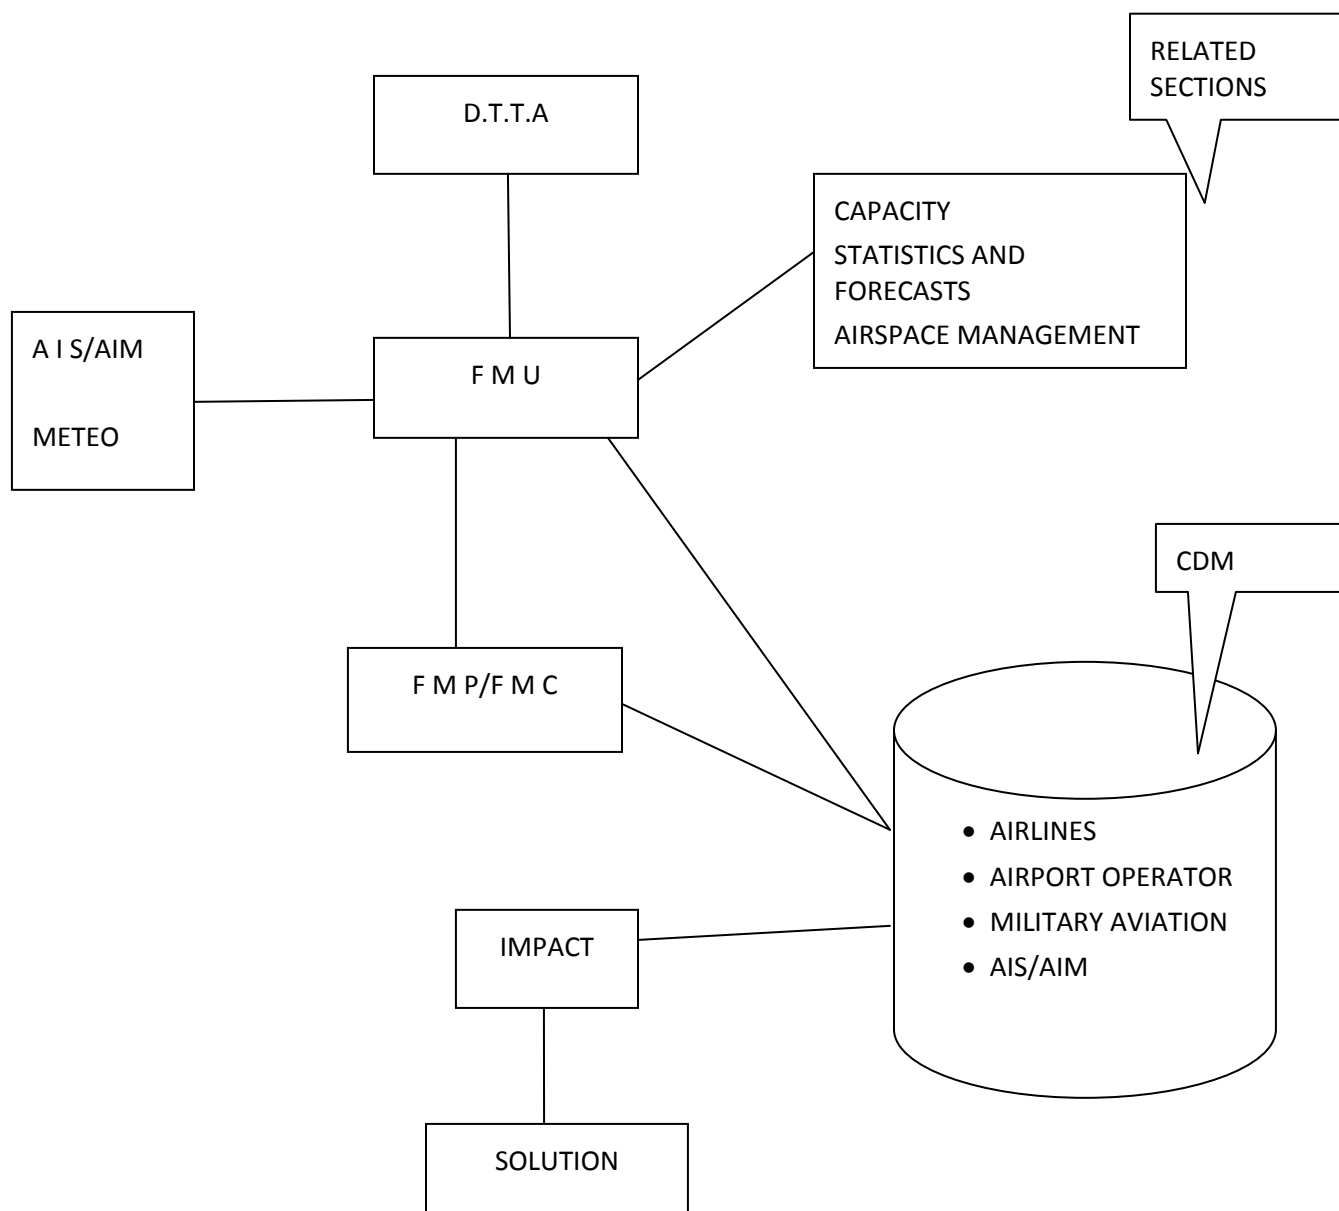 RELATED
SECTIONS
D.T.T.A
CAPACITY
STATISTICS AND
FORECASTS
AIRSPACE MANAGEMENT
A I S/AIM
METEO
F M U
CDM
F M P/F M C
• AIRLINES
• AIRPORT OPERATOR
• MILITARY AVIATION
• AIS/AIM
IMPACT
SOLUTION